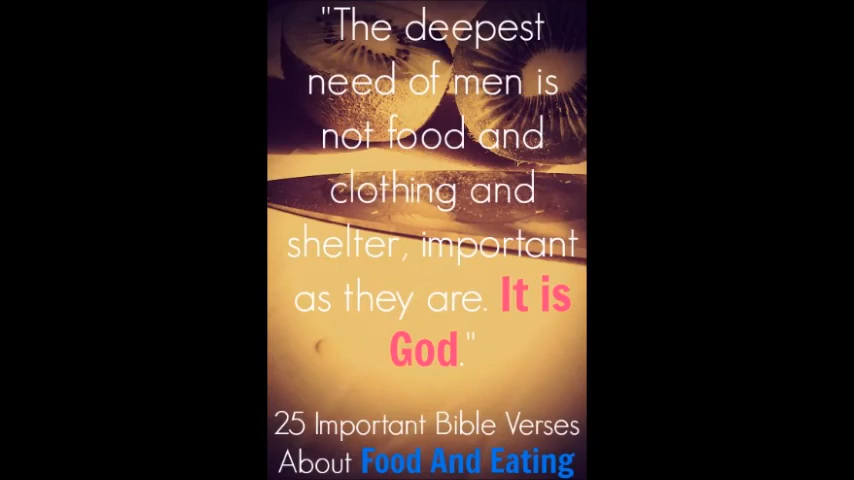 "The deepest
need of men is
not food and
clothing and
shelter, important
as they are. It is
God."
25 Important Bible Verses
About Food And Eating